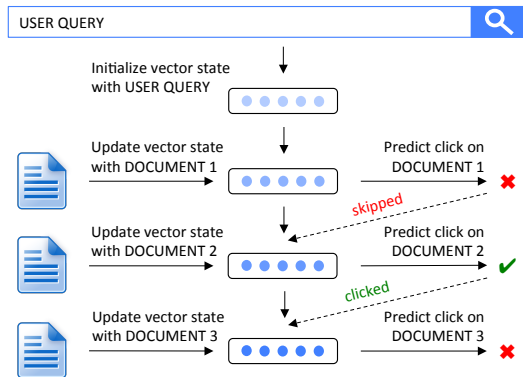 USER QUERY
Initialize vector state
with USER QUERY
Update vector state
with DOCUMENT 1
Predict click on
DOCUMENT 1
skipped
Update vector state
with DOCUMENT 2
Predict click on
DOCUMENT 2
clicked
Update vector state
with DOCUMENT 3
Predict click on
DOCUMENT 3